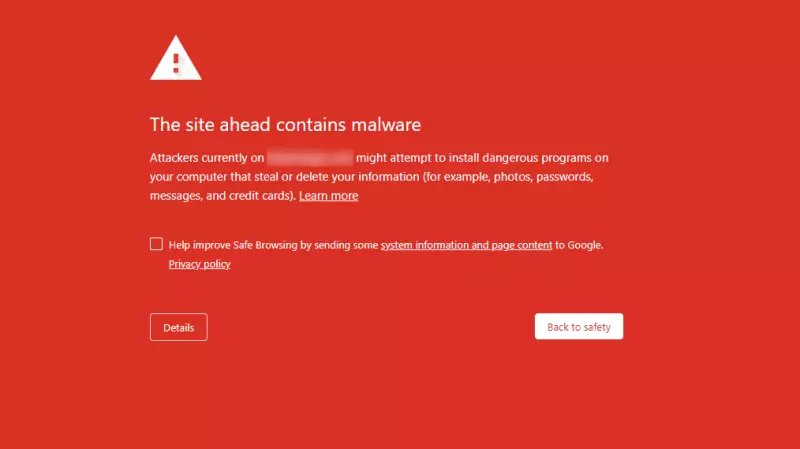 The site ahead contains malware
Attackers currently on might attempt to install dangerous programs on
your computer that steal or delete your information (for example, photos, passwords,
messages, and credit cards). Learn more
Help improve Safe Browsing by sending some system information and page content to Google.
Privacy policy
Details
Back to safety